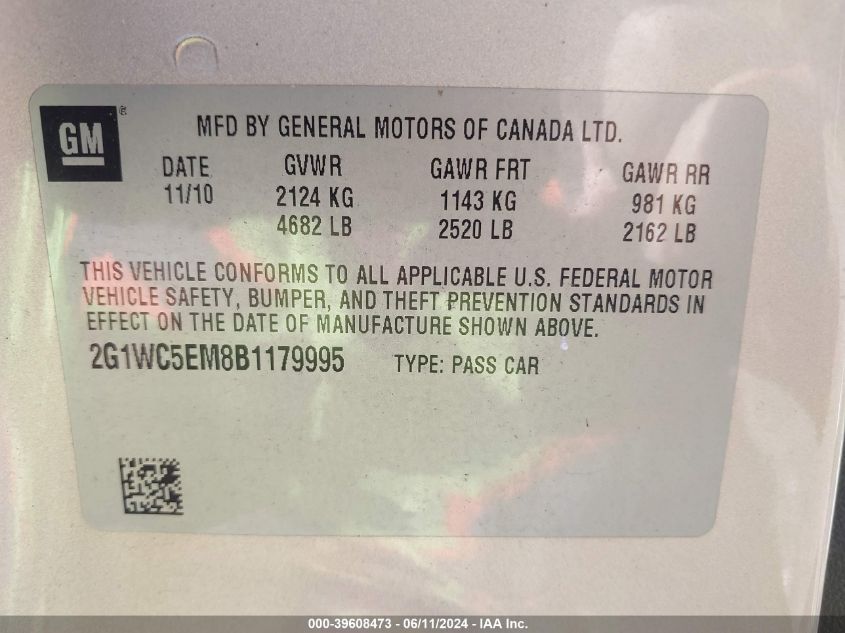 GM ®
MFD BY GENERAL MOTORS OF CANADA LTD.
DATE GVWR GAWR FRT GAWR RR
11/10 2124 KG 1143 KG 981 KG
4682 LB 2520 LB 2162 LB
THIS VEHICLE CONFORMS TO ALL APPLICABLE U.S. FEDERAL MOTOR
VEHICLE SAFETY, BUMPER, AND THEFT PREVENTION STANDARDS IN
EFFECT ON THE DATE OF MANUFACTURE SHOWN ABOVE.
2G1WC5EM8B1179995 TYPE: PASS CAR
000-39608473 - 06/11/2024 - IAA Inc.